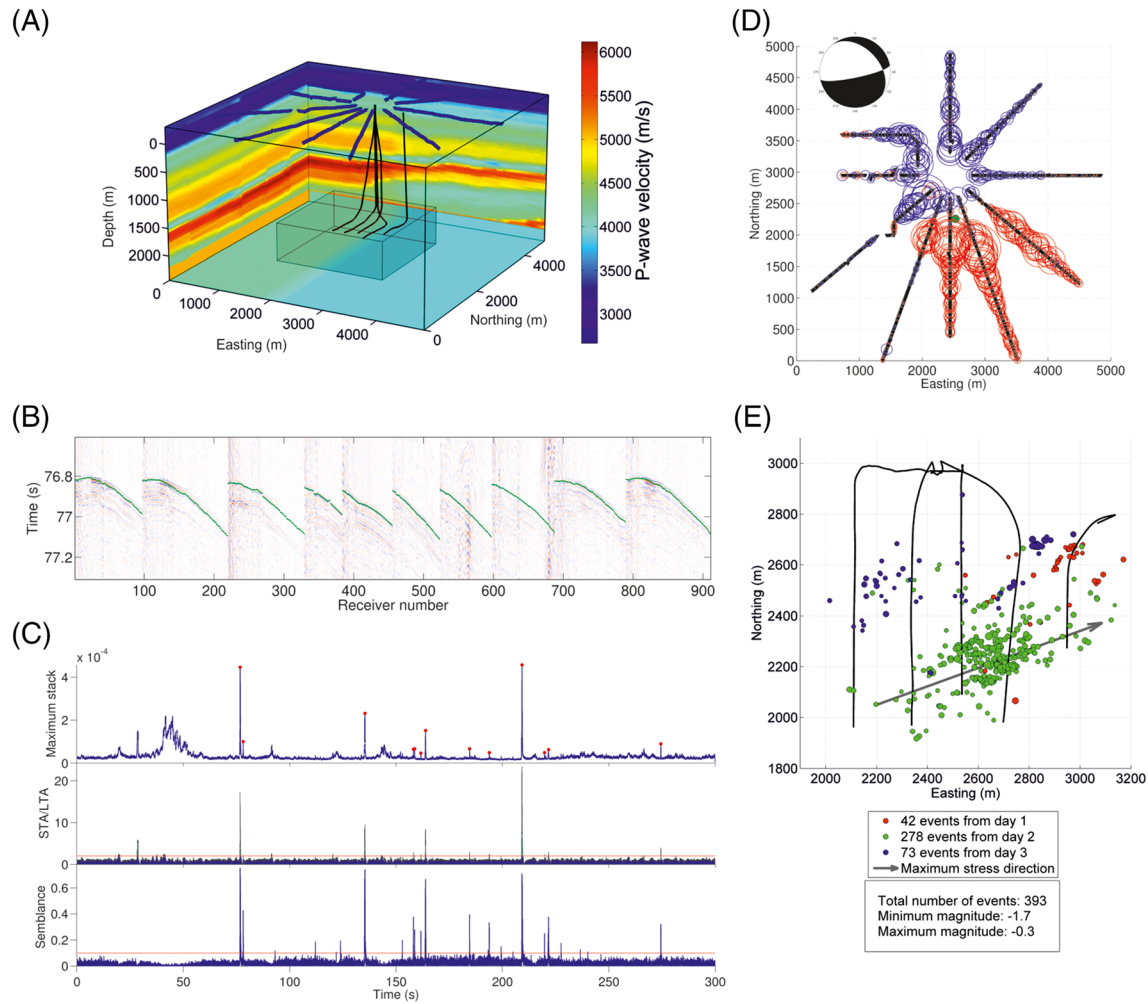 (A)
6000
5500
5000
4500
4000
3500
3000
P-wave velocity (m/s)
0
500
1000
1500
2000
Depth (m)
0
1000
2000
3000
4000
Easting (m)
0
2000
4000
Northing (m)
(B)
76.8
77
77.2
Time (s)
100
200
300
400
500
600
700
800
900
Receiver number
(C)
x 10⁻⁴
4
2
0
Maximum stack
20
10
0
STA/LTA
0.6
0.4
0.2
0
Semblance
0
50
100
150
200
250
300
Time (s)
(D)
5000
4500
4000
3500
3000
2500
2000
1500
1000
500
0
Northing (m)
0
1000
2000
3000
4000
5000
Easting (m)
(E)
3000
2800
2600
2400
2200
2000
1800
Northing (m)
2000
2200
2400
2600
2800
3000
3200
Easting (m)
42 events from day 1
278 events from day 2
73 events from day 3
Maximum stress direction
Total number of events: 393
Minimum magnitude: -1.7
Maximum magnitude: -0.3